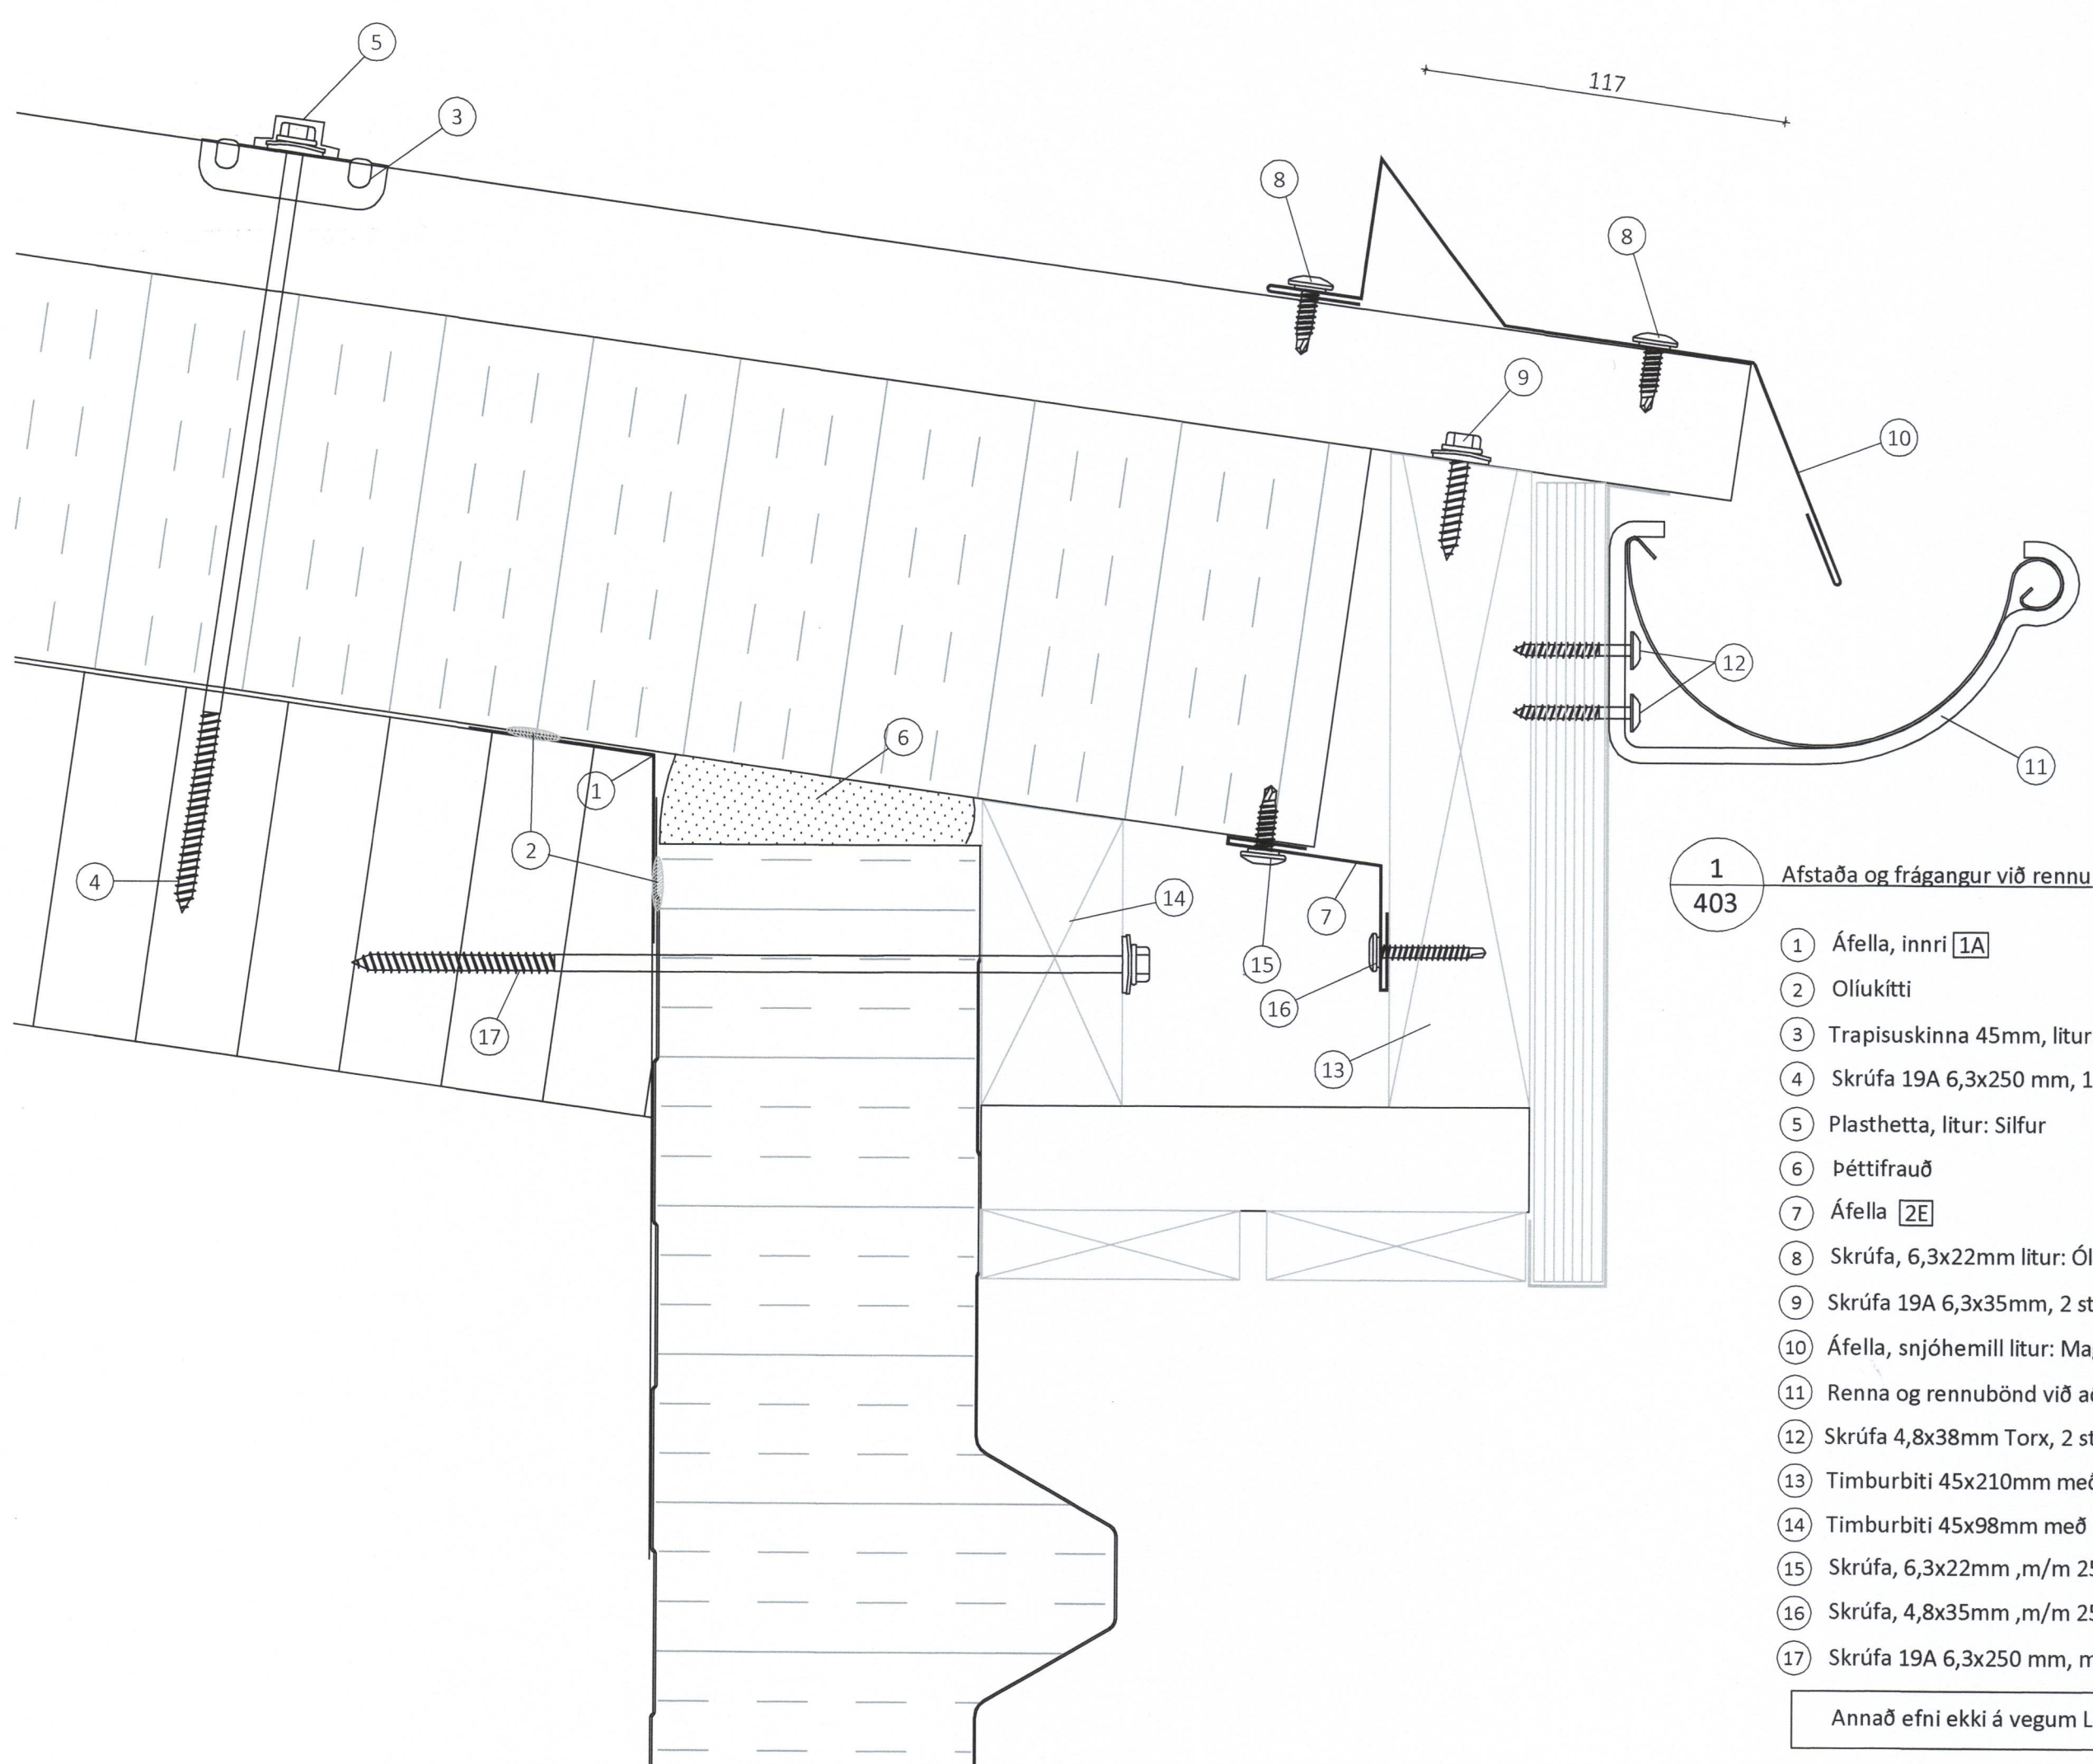 5
3
117
8
8
9
10
12
11
6
1
2
4
14
7
15
16
17
13
1
403
Afstaða og frágangur við rennu
1 Áfella, innri 1A
2 Olíukítti
3 Trapisuskinna 45mm, litur
4 Skrúfa 19A 6,3x250 mm, 1
5 Plasthetta, litur: Silfur
6 Þéttifrauð
7 Áfella 2E
8 Skrúfa, 6,3x22mm litur: Ól
9 Skrúfa 19A 6,3x35mm, 2 st
10 Áfella, snjóhemill litur: Ma
11 Renna og rennubönd við a
12 Skrúfa 4,8x38mm Torx, 2 st
13 Timburbiti 45x210mm með
14 Timburbiti 45x98mm með
15 Skrúfa, 6,3x22mm ,m/m 25
16 Skrúfa, 4,8x35mm ,m/m 25
17 Skrúfa 19A 6,3x250 mm, m
Annað efni ekki á vegum L